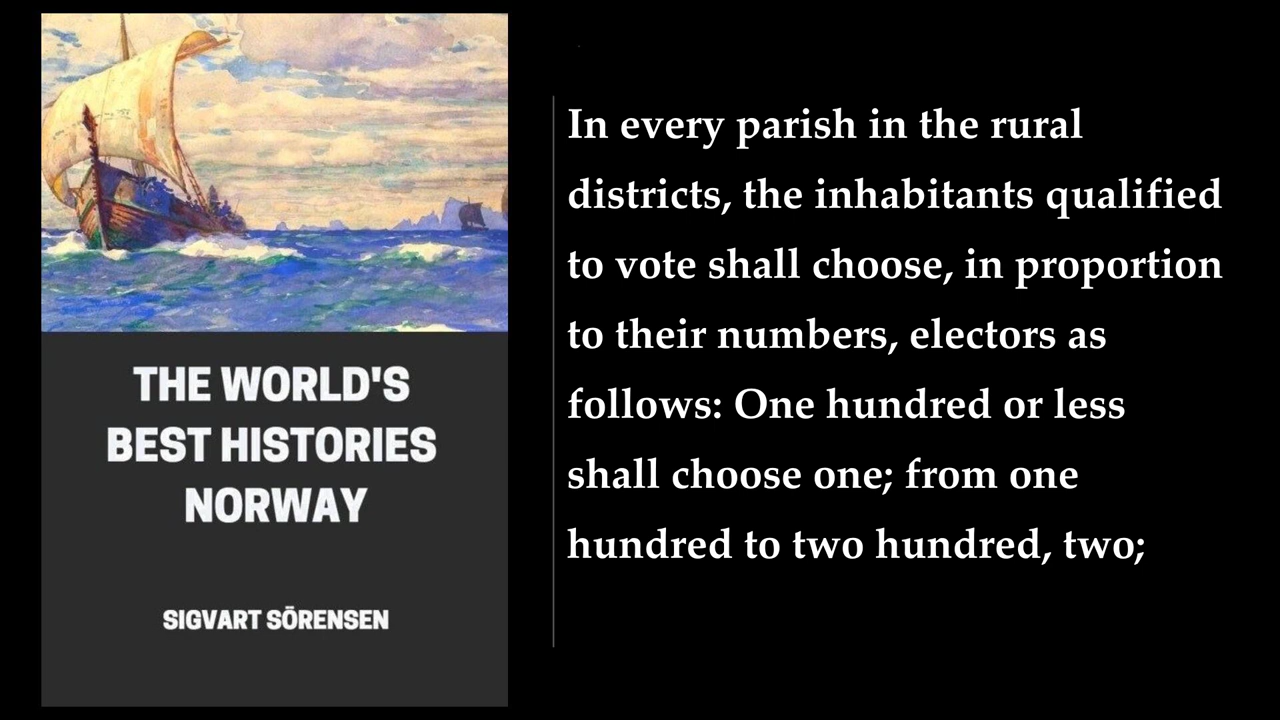 THE WORLD'S
BEST HISTORIES
NORWAY
SIGVART SÖRENSEN
In every parish in the rural
districts, the inhabitants qualified
to vote shall choose, in proportion
to their numbers, electors as
follows: One hundred or less
shall choose one; from one
hundred to two hundred, two;